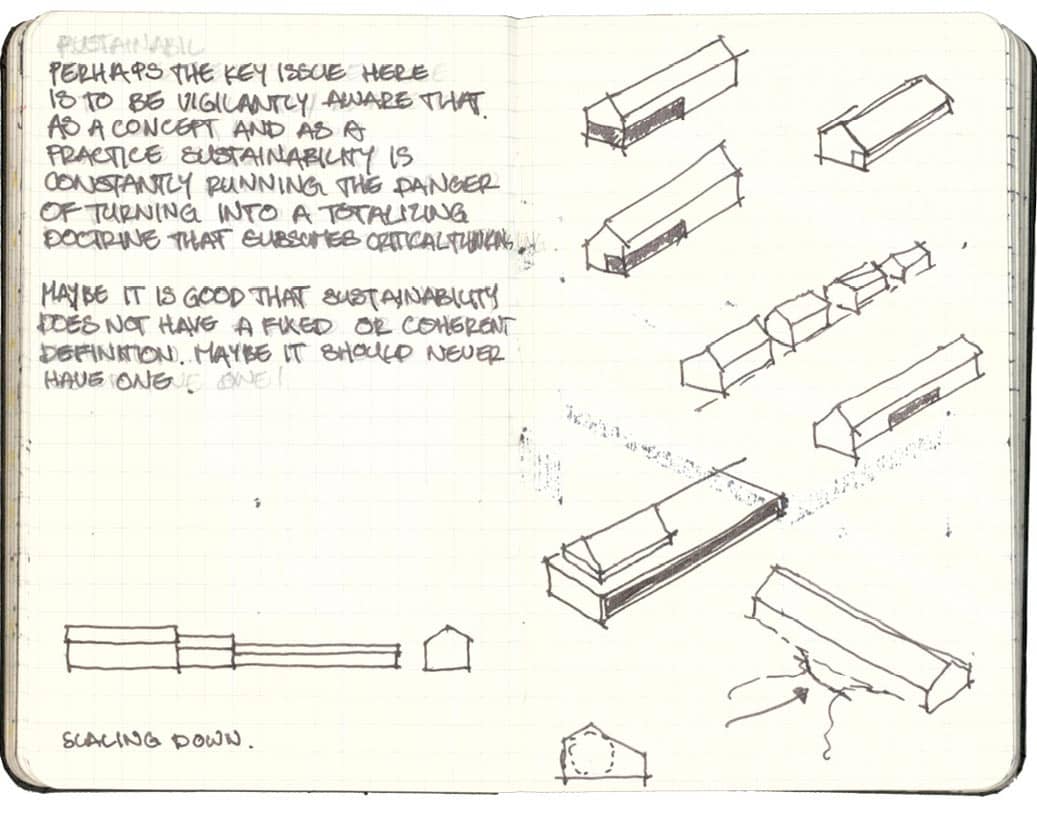 SUSTAINABIL
PERHAPS THE KEY ISSUE HERE
IS TO BE VIGILANTLY AWARE THAT.
AS A CONCEPT AND AS A
PRACTICE SUSTAINABILITY IS
CONSTANTLY RUNNING THE DANGER
OF TURNING INTO A TOTALIZING
DOCTRINE THAT SUBSUMES CRITICAL THINKING.
MAYBE IT IS GOOD THAT SUSTAINABILITY
DOES NOT HAVE A FIXED OR COHERENT
DEFINITION. MAYBE IT SHOULD NEVER
HAVE ONE.
SCALING DOWN.